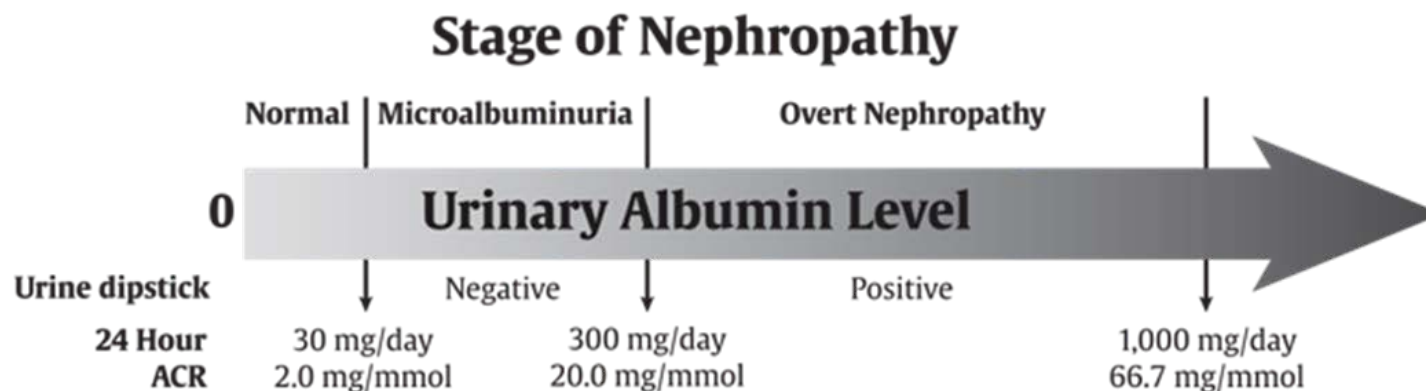 Stage of Nephropathy
Normal Microalbuminuria Overt Nephropathy
0 Urinary Albumin Level
Urine dipstick Negative Positive
24 Hour 30 mg/day 300 mg/day 1,000 mg/day
ACR 2.0 mg/mmol 20.0 mg/mmol 66.7 mg/mmol